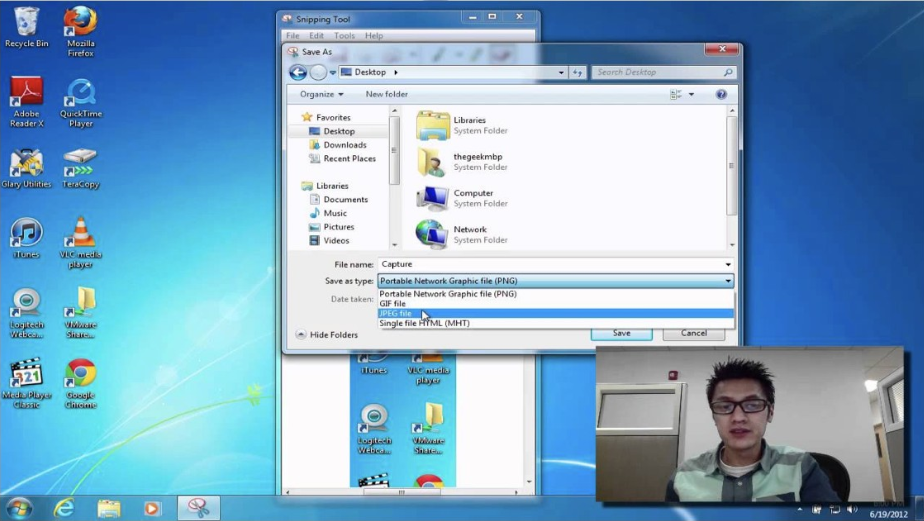 Snipping Tool
File Edit Tools Help
Save As
Desktop
Search Desktop
Organize New folder
Favorites
Desktop
Downloads
Recent Places
Libraries
Documents
Music
Pictures
Videos
Libraries
System Folder
thegeekmbp
System Folder
Computer
System Folder
Network
System Folder
File name: Capture
Save as type: Portable Network Graphic file (PNG)
Date taken:
Portable Network Graphic file (PNG)
GIF file
JPEG file
Single file HTML (MHT)
Hide Folders
Save
Cancel
Recycle Bin
Mozilla
Firefox
Adobe
Reader X
QuickTime
Player
Glary Utilities
TeraCopy
iTunes
VLC media
player
Logitech
Webca...
VMware
Share...
Media Player
Classic
Google
Chrome
iTunes
VLC media
player
Logitech
Webca...
VMware
Share...
6/19/2012